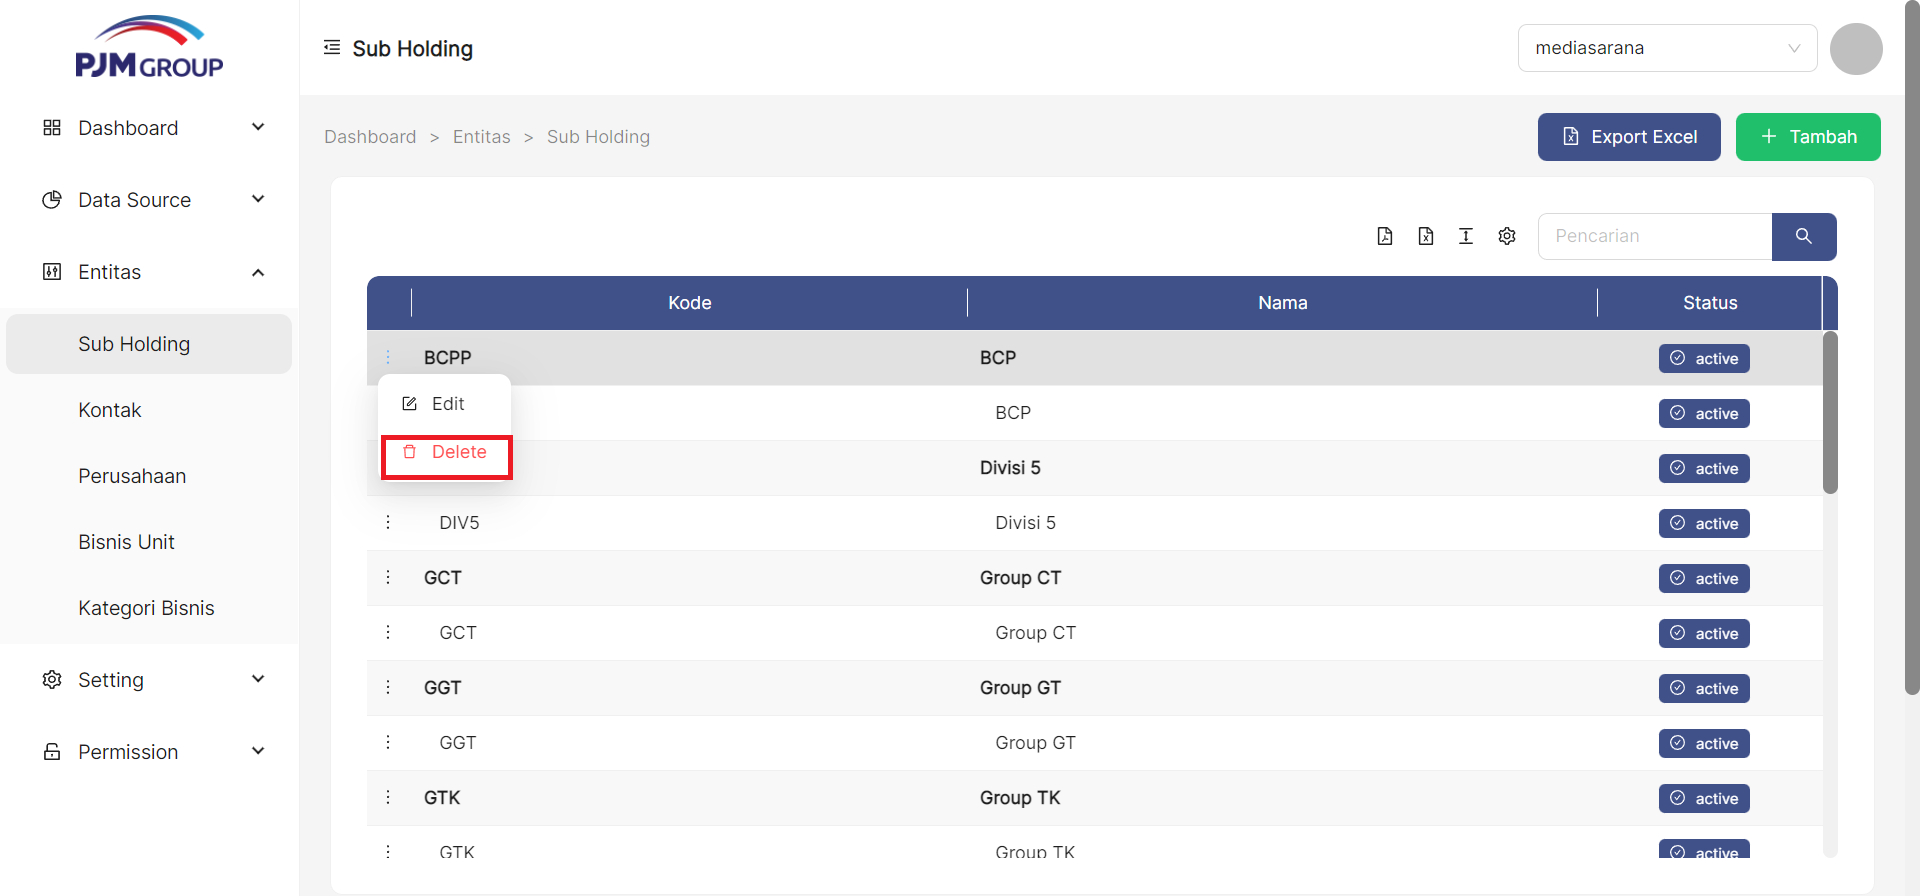 PJM GROUP
Dashboard
Data Source
Entitas
Sub Holding
Kontak
Perusahaan
Bisnis Unit
Kategori Bisnis
Setting
Permission
Sub Holding
mediasarana
Dashboard > Entitas > Sub Holding
Export Excel
+ Tambah
Pencarian
Kode Nama Status
BCPP BCP active
Edit
Delete
BCP active
Divisi 5 active
DIV5 Divisi 5 active
GCT Group CT active
GCT Group CT active
GGT Group GT active
GGT Group GT active
GTK Group TK active
GTK Group TK active